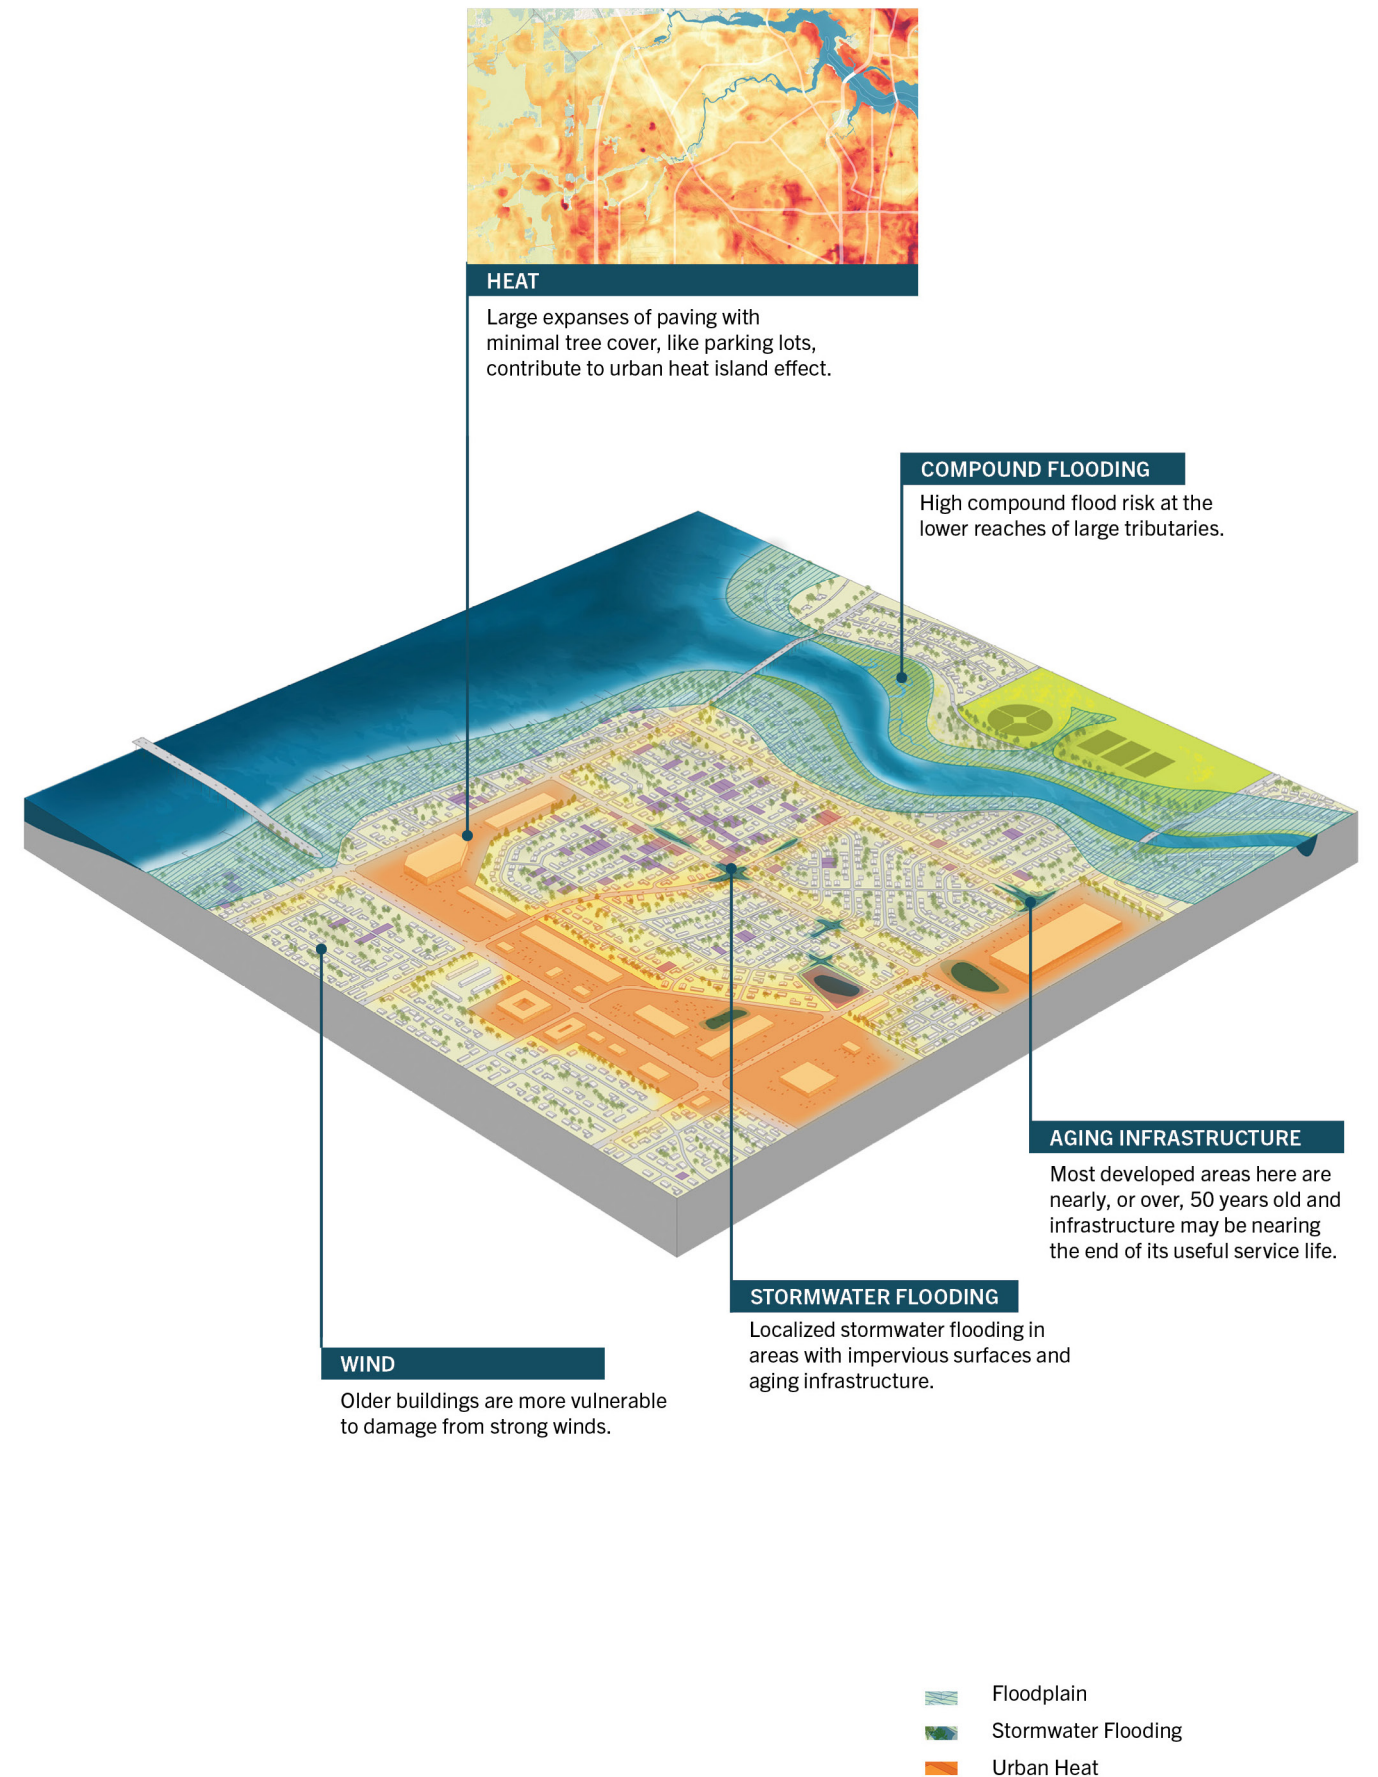 HEAT
Large expanses of paving with
minimal tree cover, like parking lots,
contribute to urban heat island effect.
COMPOUND FLOODING
High compound flood risk at the
lower reaches of large tributaries.
AGING INFRASTRUCTURE
Most developed areas here are
nearly, or over, 50 years old and
infrastructure may be nearing
the end of its useful service life.
STORMWATER FLOODING
Localized stormwater flooding in
areas with impervious surfaces and
aging infrastructure.
WIND
Older buildings are more vulnerable
to damage from strong winds.
Floodplain
Stormwater Flooding
Urban Heat